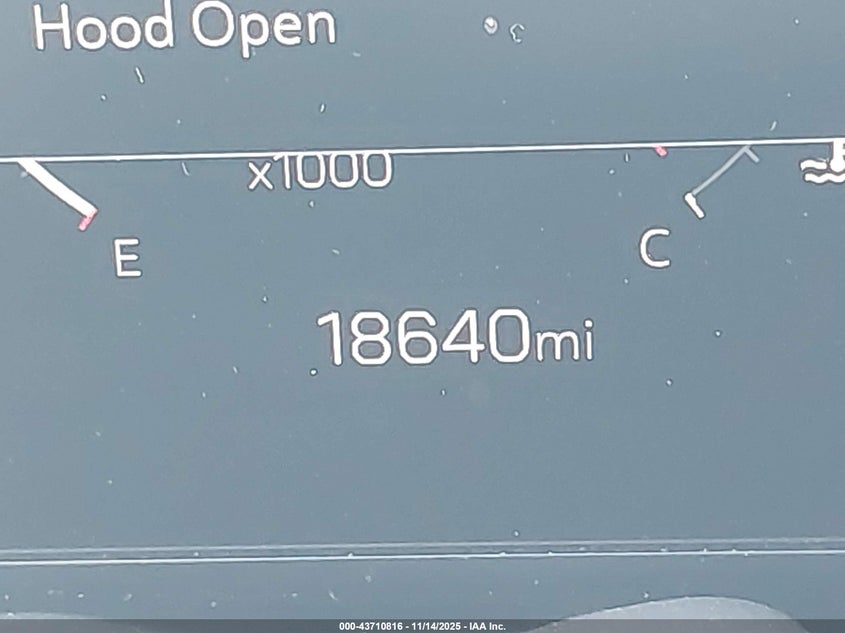 Hood Open
x1000
E
C
18640mi
000-43710816 - 11/14/2025 - IAA Inc.